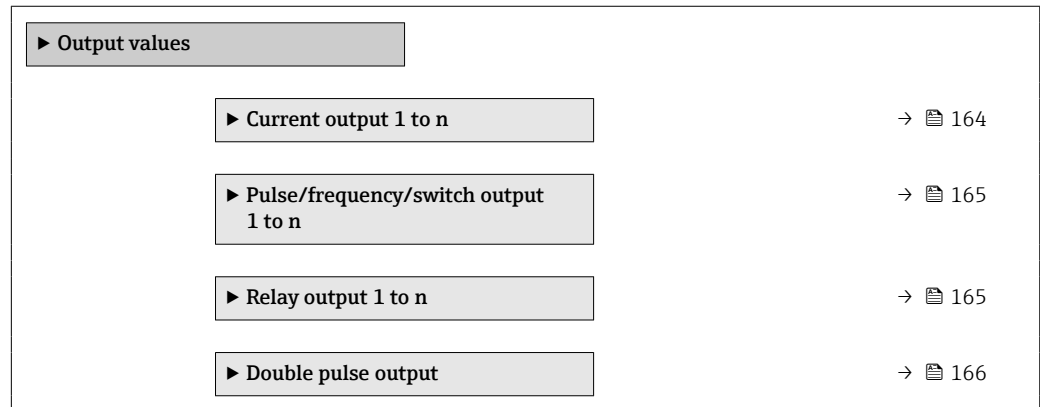 ▶ Output values
▶ Current output 1 to n → 164
▶ Pulse/frequency/switch output → 165
1 to n
▶ Relay output 1 to n → 165
▶ Double pulse output → 166